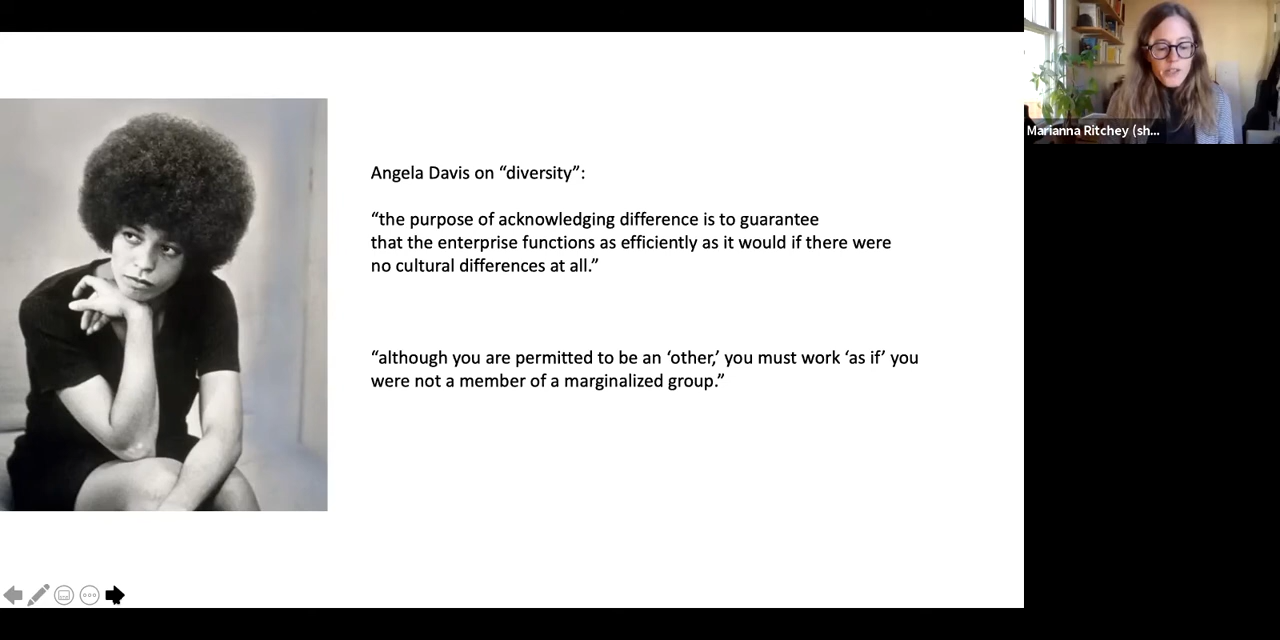 Angela Davis on “diversity”:
“the purpose of acknowledging difference is to guarantee
that the enterprise functions as efficiently as it would if there were
no cultural differences at all.”
“although you are permitted to be an ‘other,’ you must work ‘as if’ you
were not a member of a marginalized group.”
Marianna Ritchey (sh...